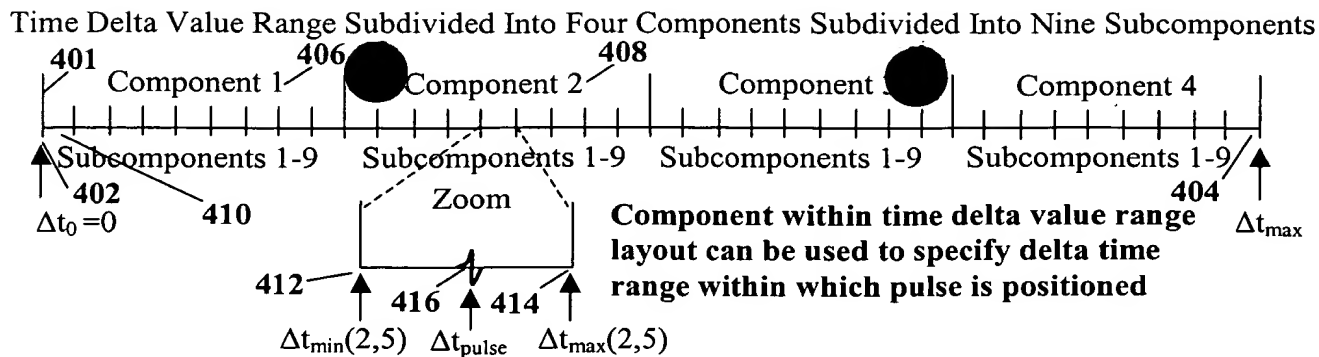 Time Delta Value Range Subdivided Into Four Components Subdivided Into Nine Subcomponents
401 406 408
Component 1 Component 2 Component Component 4
Subcomponents 1-9 Subcomponents 1-9 Subcomponents 1-9 Subcomponents 1-9
402 410 Zoom 404
Δt0=0 Δtmax
Component within time delta value range
layout can be used to specify delta time
range within which pulse is positioned
412 416 414
Δtmin(2,5) Δtpulse Δtmax(2,5)